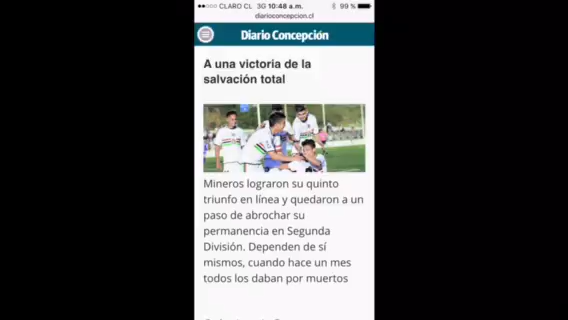 CLARO CL 3G 10:48 a.m. 99 %
diarioconcepcion.cl
Diario Concepción
A una victoria de la
salvación total
Mineros lograron su quinto
triunfo en línea y quedaron a un
paso de abrochar su
permanencia en Segunda
División. Dependen de sí
mismos, cuando hace un mes
todos los daban por muertos